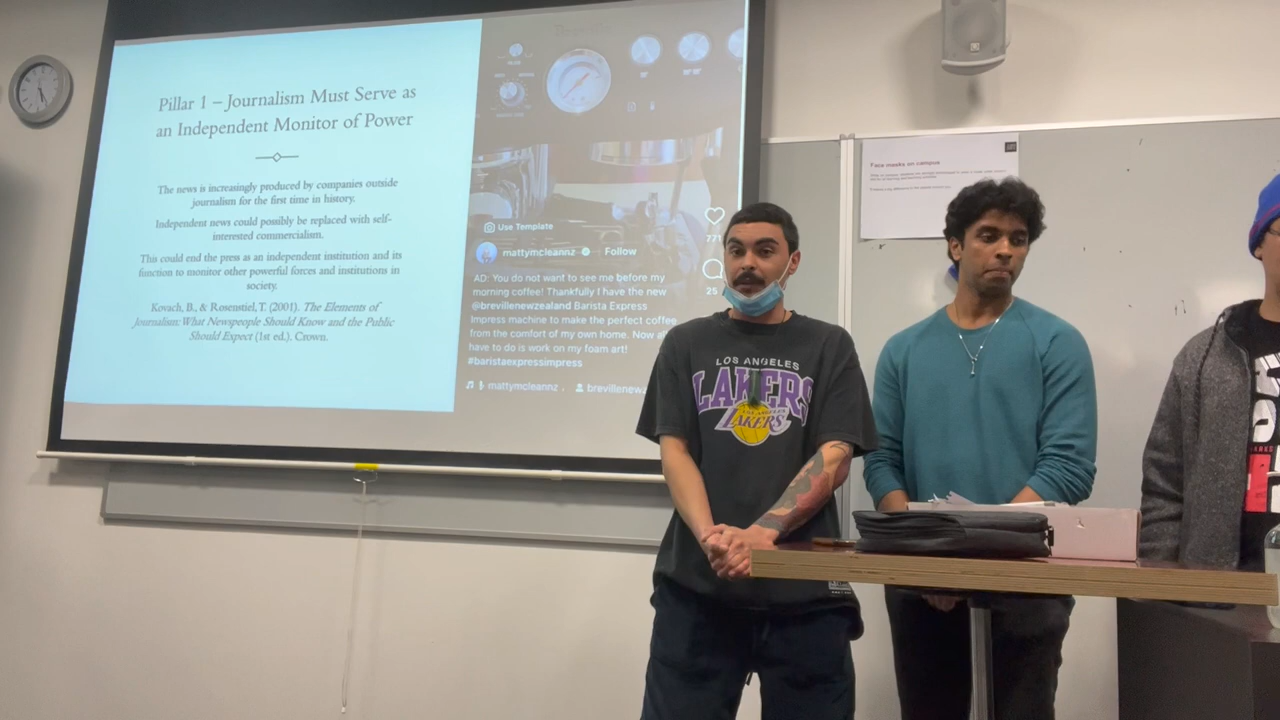 Pillar 1 – Journalism Must Serve as
an Independent Monitor of Power
The news is increasingly produced by companies outside
journalism for the first time in history.
Independent news could possibly be replaced with self-
interested commercialism.
This could end the press as an independent institution and its
function to monitor other powerful forces and institutions in
society.
Kovach, B., & Rosenstiel, T. (2001). The Elements of
Journalism: What Newspeople Should Know and the Public
Should Expect (1st ed.). Crown.
Use Template
mattymcleannz Follow
AD: You do not want to see me before my
morning coffee! Thankfully I have the new
@brevillenewzealand Barista Express
Impress machine to make the perfect coffee
from the comfort of my own home. Now all
have to do is work on my foam art!
#baristaexpressimpress
mattymcleannz . brevillenewz
771
25
Face masks on campus
LOS ANGELES
LAKERS
LAKERS